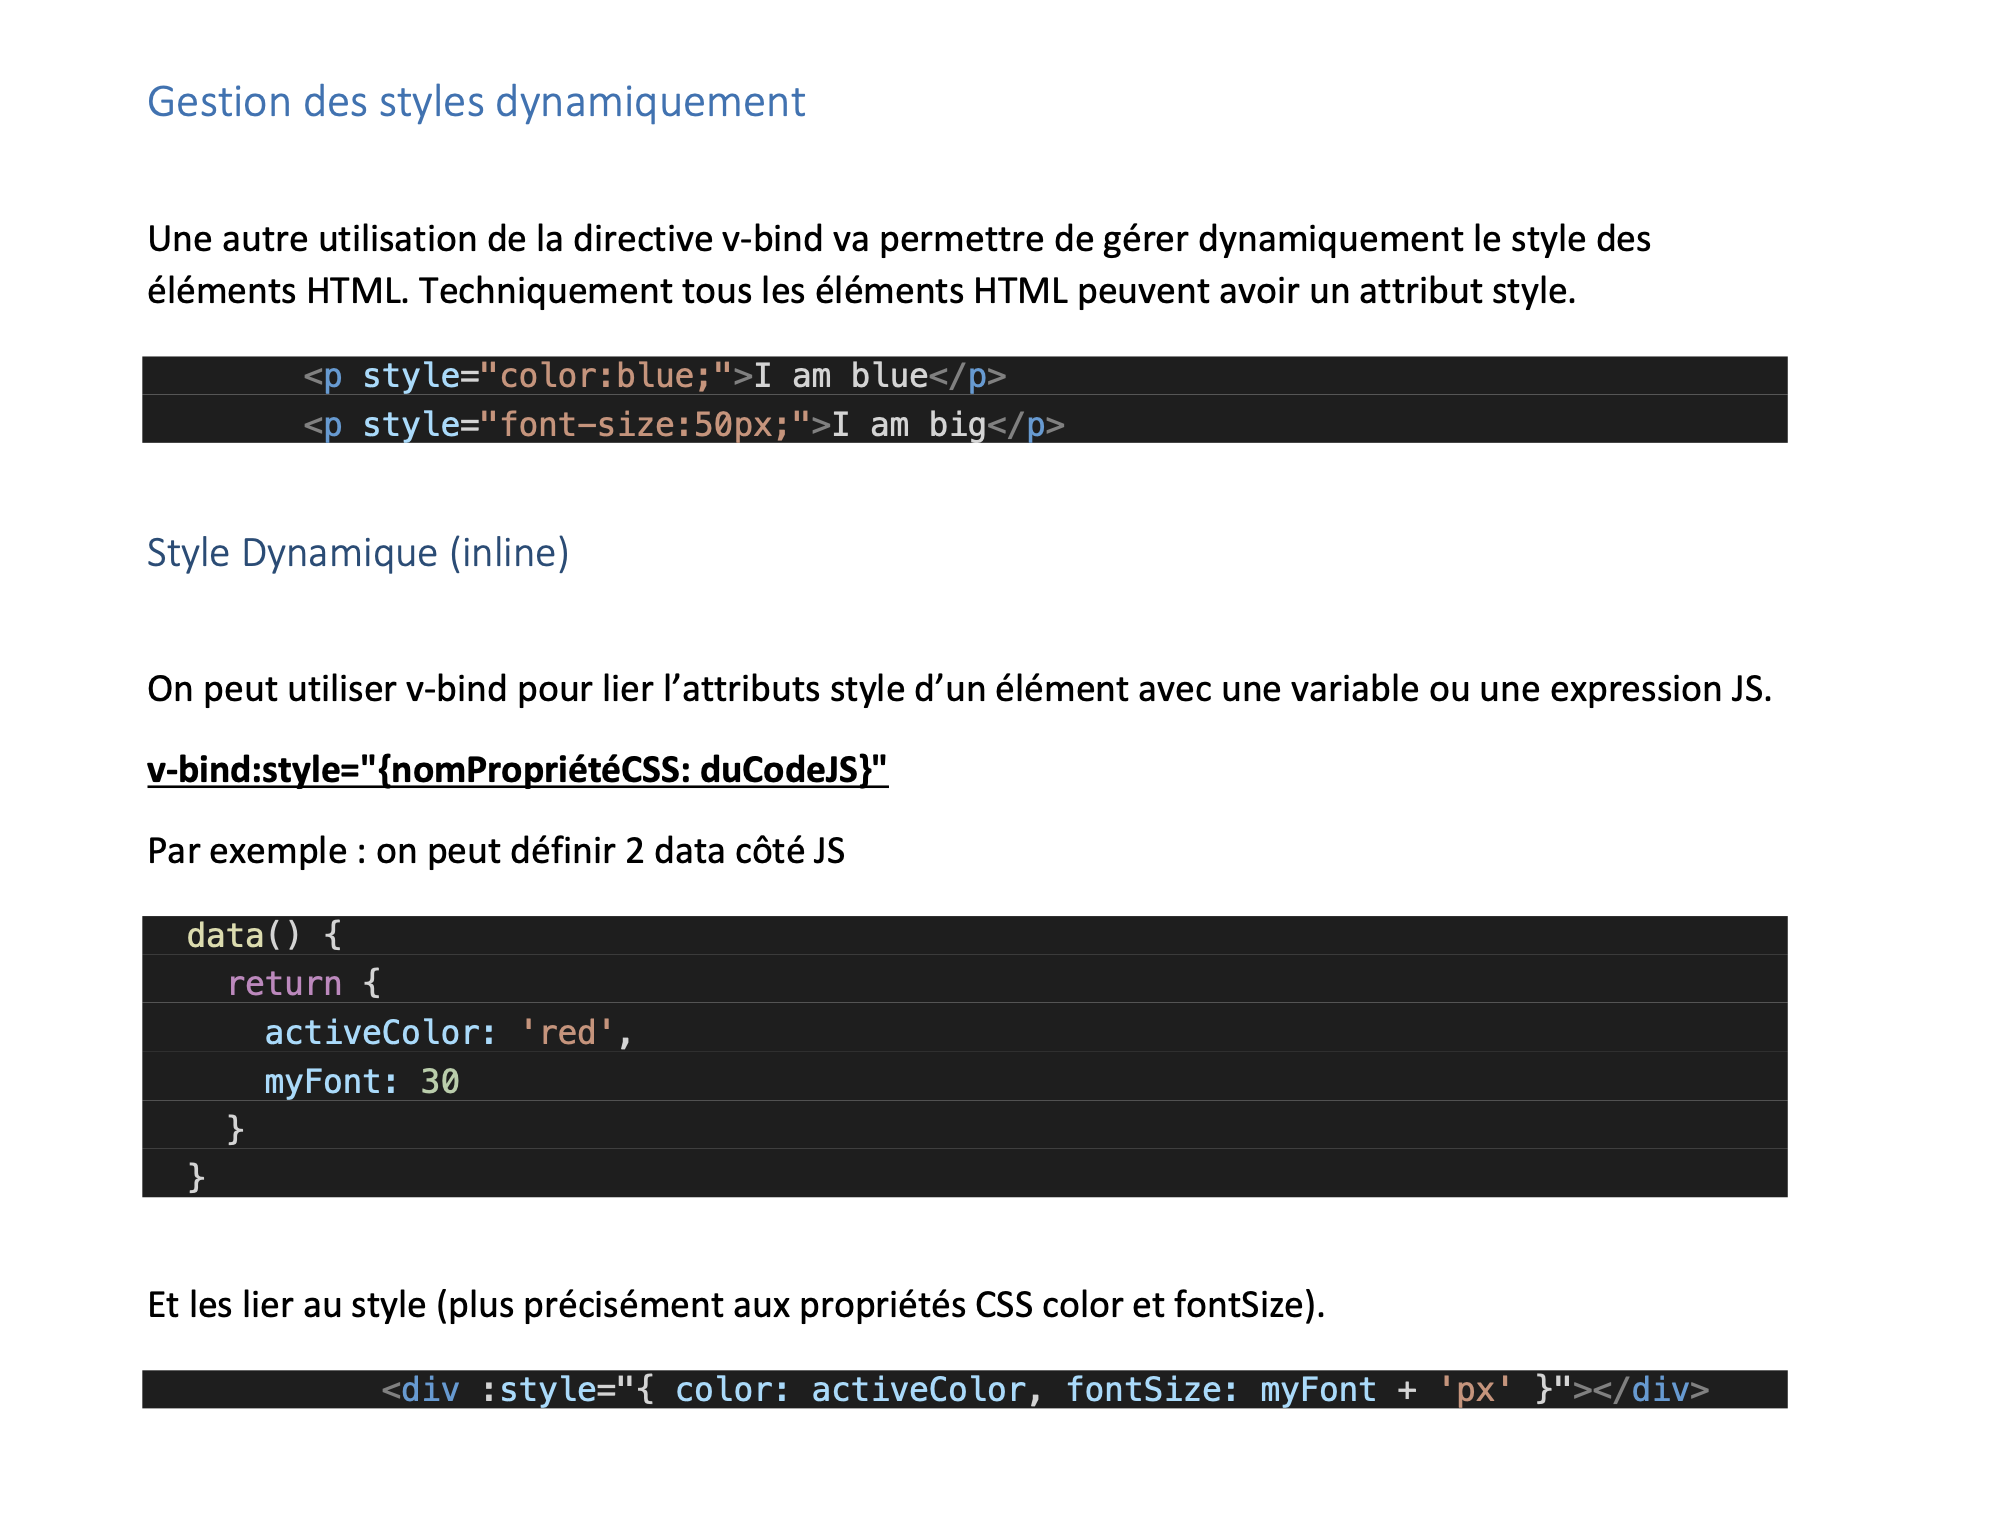 Gestion des styles dynamiquement
Une autre utilisation de la directive v-bind va permettre de gérer dynamiquement le style des
éléments HTML. Techniquement tous les éléments HTML peuvent avoir un attribut style.
<p style="color:blue;">I am blue</p>
<p style="font-size:50px;">I am big</p>
Style Dynamique (inline)
On peut utiliser v-bind pour lier l’attributs style d’un élément avec une variable ou une expression JS.
v-bind:style="{nomPropriétéCSS: duCodeJS}"
Par exemple : on peut définir 2 data côté JS
data() {
return {
activeColor: 'red',
myFont: 30
}
}
Et les lier au style (plus précisément aux propriétés CSS color et fontSize).
<div :style="{ color: activeColor, fontSize: myFont + 'px' }"></div>